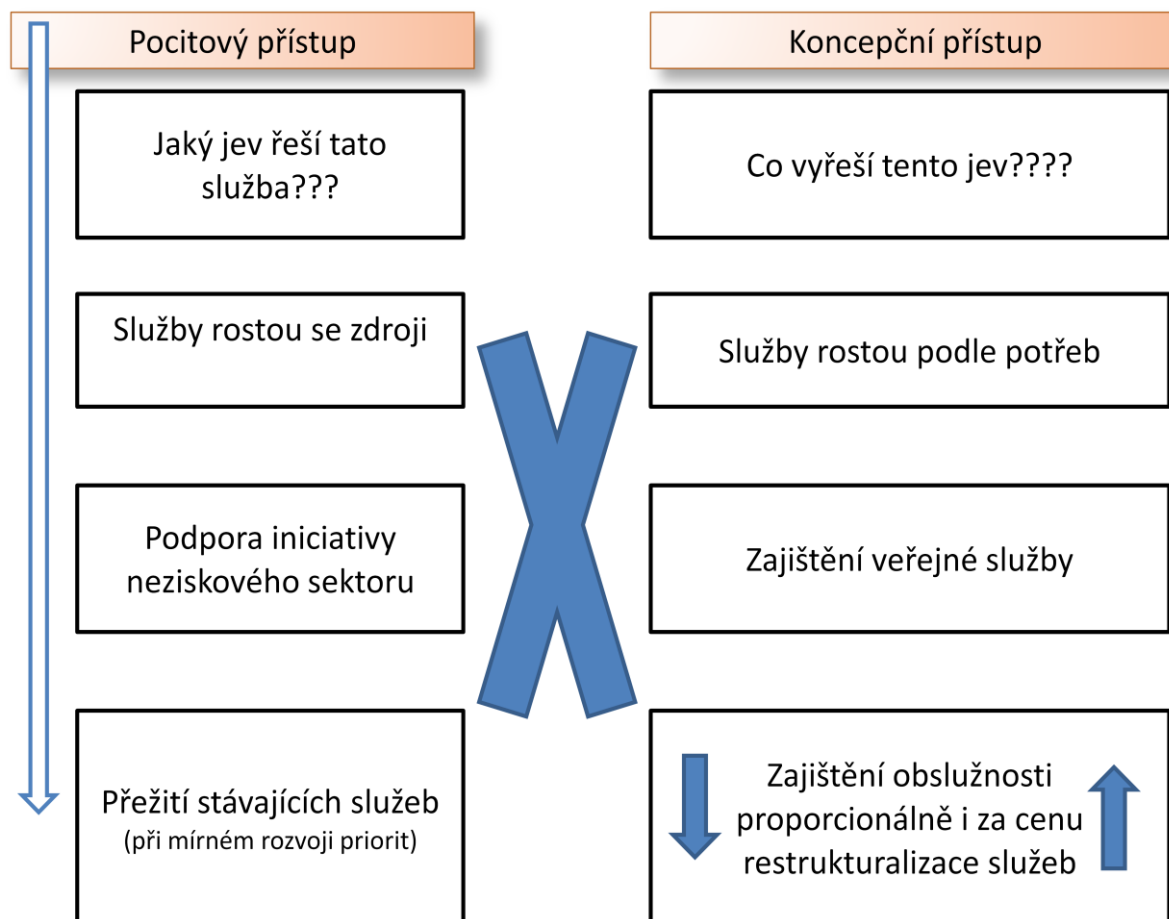 Pocitový přístup
Koncepční přístup
Jaký jev řeší tato
služba???
Co vyřeší tento jev????
Služby rostou se zdroji
Služby rostou podle potřeb
Podpora iniciativy
neziskového sektoru
Zajištění veřejné služby
Přežití stávajících služeb
(při mírném rozvoji priorit)
Zajištění obslužnosti
proporcionálně i za cenu
restrukturalizace služeb